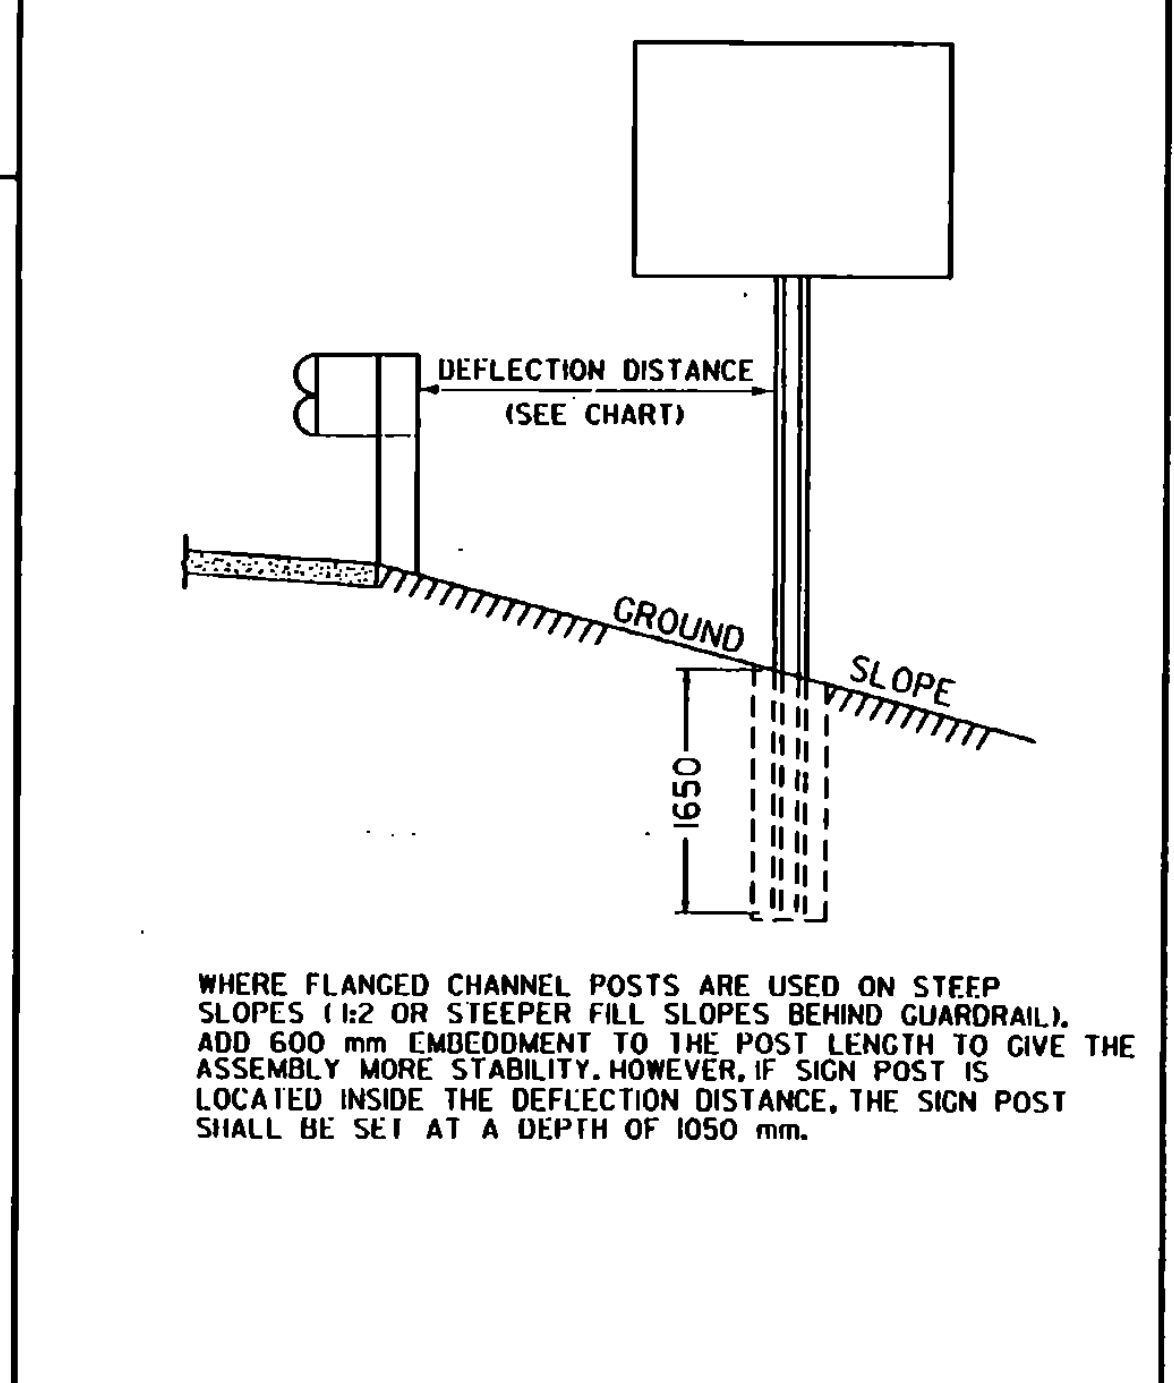 DEFLECTION DISTANCE
(SEE CHART)
GROUND
SLOPE
1650
WHERE FLANGED CHANNEL POSTS ARE USED ON STEEP
SLOPES (1:2 OR STEEPER FILL SLOPES BEHIND GUARDRAIL).
ADD 600 mm EMBEDDMENT TO THE POST LENGTH TO GIVE THE
ASSEMBLY MORE STABILITY. HOWEVER, IF SIGN POST IS
LOCATED INSIDE THE DEFLECTION DISTANCE, THE SIGN POST
SHALL BE SET AT A DEPTH OF 1050 mm.